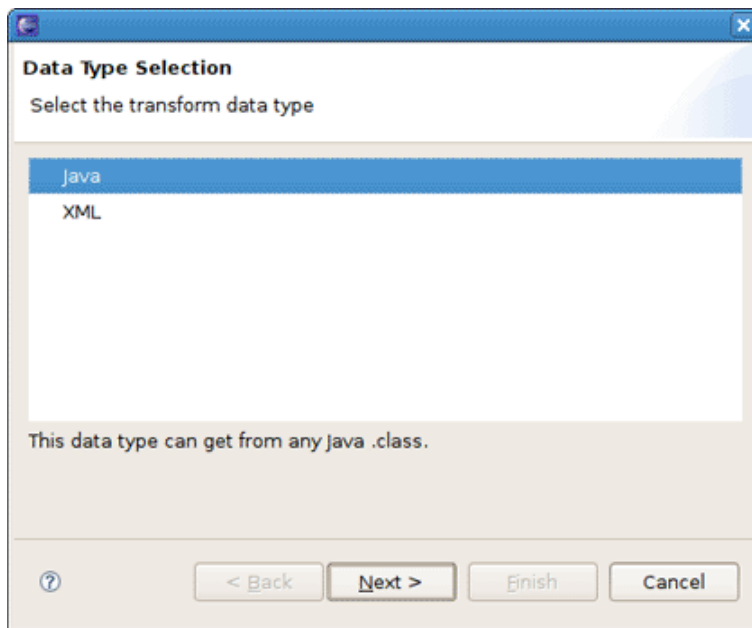 Data Type Selection
Select the transform data type
Java
XML
This data type can get from any Java .class.
< Back Next > Finish Cancel